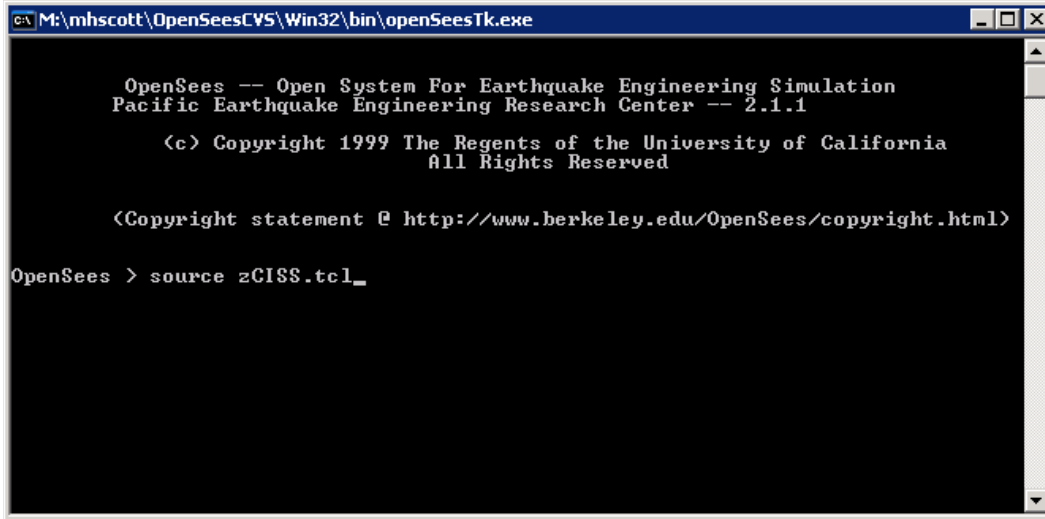 M:\mhscott\OpenSeesCVS\Win32\bin\openSeesTk.exe
OpenSees -- Open System For Earthquake Engineering Simulation
Pacific Earthquake Engineering Research Center -- 2.1.1
(c) Copyright 1999 The Regents of the University of California
All Rights Reserved
(Copyright statement @ http://www.berkeley.edu/OpenSees/copyright.html)
OpenSees > source zCISS.tcl_